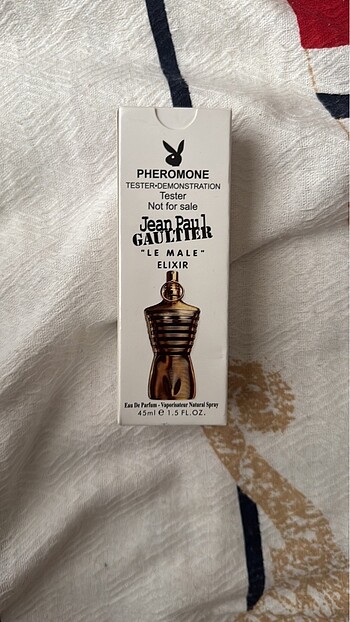 PHEROMONE
TESTER•DEMONSTRATION
Tester
Not for sale
Jean Paul
GAULTIER
"LE MALE"
ELIXIR
Eau De Parfum - Vaporisateur Natural Spray
45ml e 1.5 FL.OZ.